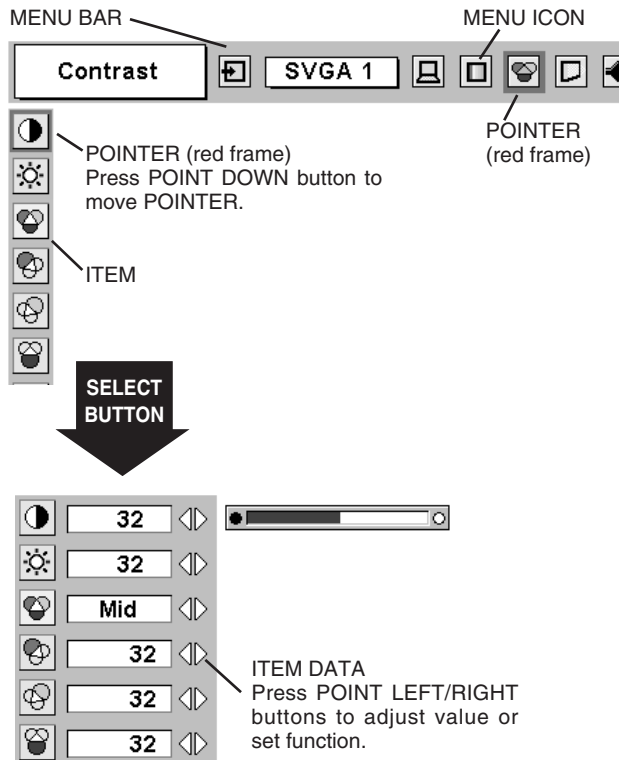 MENU BAR
MENU ICON
Contrast
SVGA 1
POINTER
(red frame)
POINTER (red frame)
Press POINT DOWN button to
move POINTER.
ITEM
SELECT
BUTTON
32
32
Mid
32
32
32
ITEM DATA
Press POINT LEFT/RIGHT
buttons to adjust value or
set function.